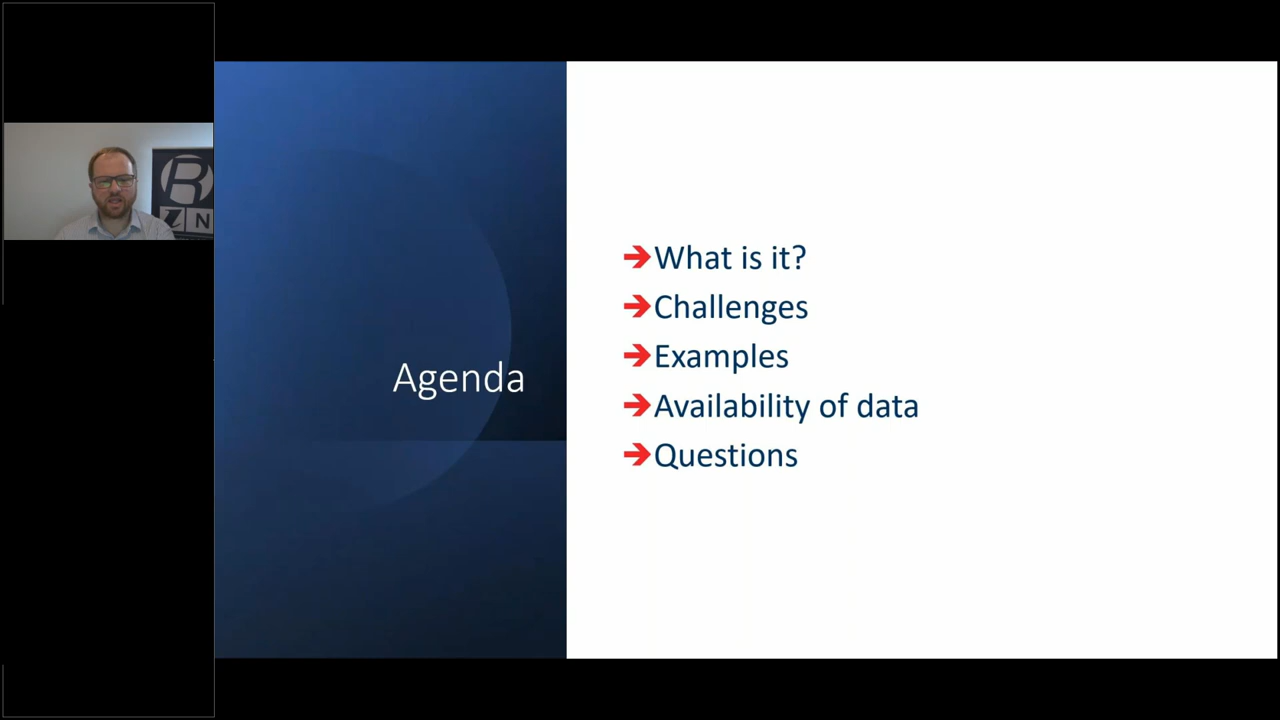 R
i N
Agenda
➔What is it?
➔Challenges
➔Examples
➔Availability of data
➔Questions